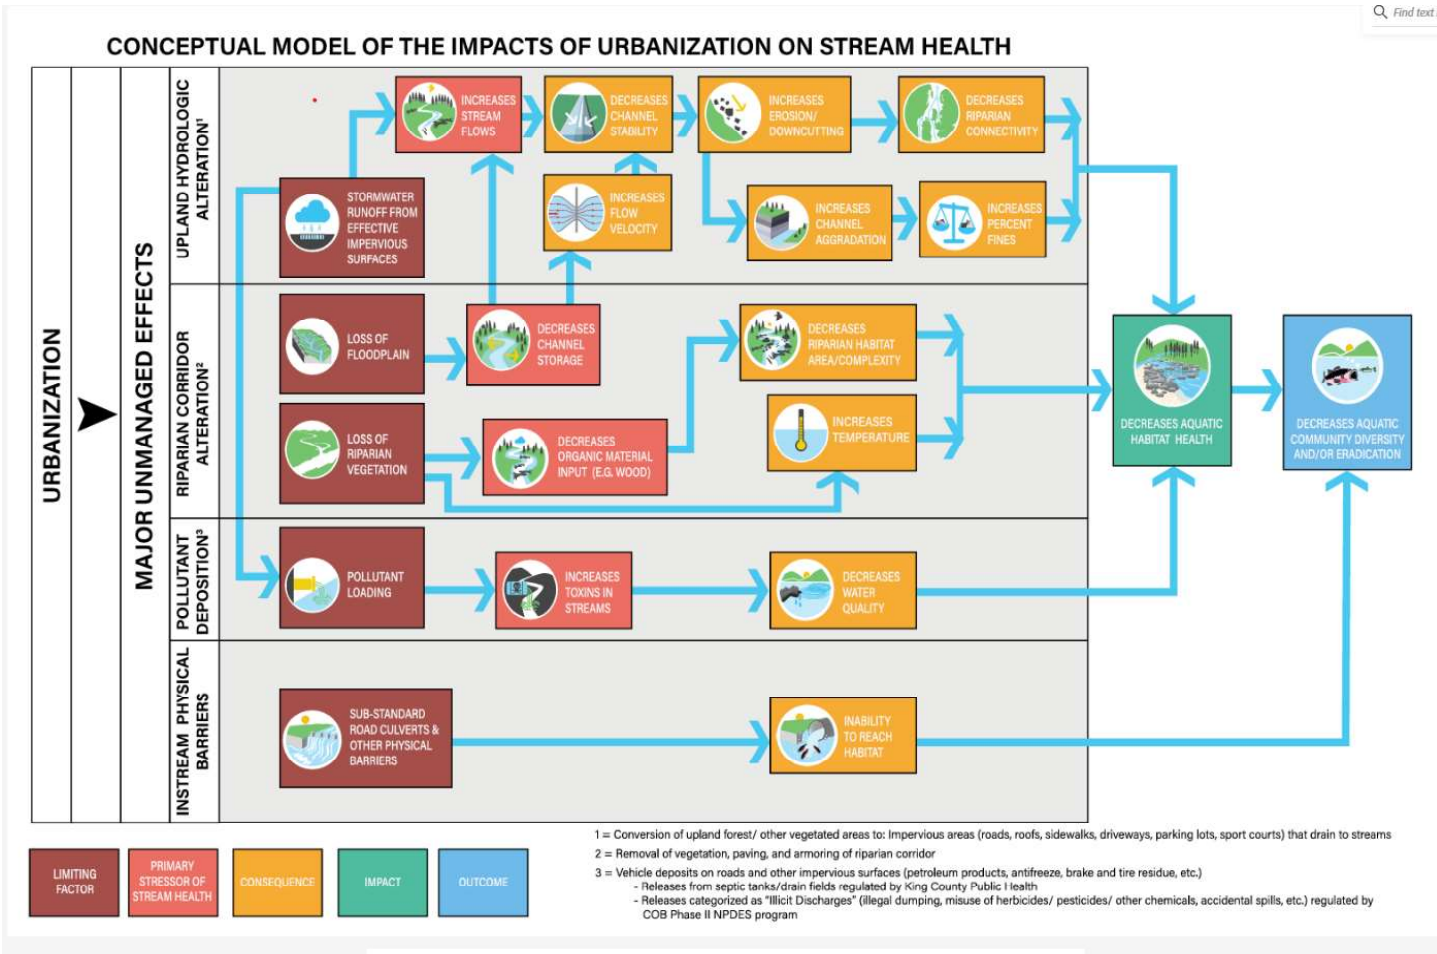 Find text
CONCEPTUAL MODEL OF THE IMPACTS OF URBANIZATION ON STREAM HEALTH
URBANIZATION
MAJOR UNMANAGED EFFECTS
UPLAND HYDROLOGIC
ALTERATION¹
INCREASES
STREAM
FLOWS
DECREASES
CHANNEL
STABILITY
INCREASES
EROSION/
DOWNCUTTING
DECREASES
RIPARIAN
CONNECTIVITY
STORMWATER
RUNOFF FROM
EFFECTIVE
IMPERVIOUS
SURFACES
INCREASES
FLOW
VELOCITY
INCREASES
CHANNEL
AGGRADATION
INCREASES
PERCENT
FINES
RIPARIAN CORRIDOR
ALTERATION²
LOSS OF
FLOODPLAIN
DECREASES
CHANNEL
STORAGE
DECREASES
RIPARIAN HABITAT
AREA/COMPLEXITY
LOSS OF
RIPARIAN
VEGETATION
DECREASES
ORGANIC MATERIAL
INPUT (E.G. WOOD)
INCREASES
TEMPERATURE
DECREASES AQUATIC
HABITAT HEALTH
DECREASES AQUATIC
COMMUNITY DIVERSITY
AND/OR ERADICATION
POLLUTANT
DEPOSITION³
POLLUTANT
LOADING
INCREASES
TOXINS IN
STREAMS
DECREASES
WATER
QUALITY
INSTREAM PHYSICAL
BARRIERS
SUB-STANDARD
ROAD CULVERTS &
OTHER PHYSICAL
BARRIERS
INABILITY
TO REACH
HABITAT
LIMITING
FACTOR
PRIMARY
STRESSOR OF
STREAM HEALTH
CONSEQUENCE
IMPACT
OUTCOME
1 = Conversion of upland forest/ other vegetated areas to: Impervious areas (roads, roofs, sidewalks, driveways, parking lots, sport courts) that drain to streams
2 = Removal of vegetation, paving, and armoring of riparian corridor
3 = Vehicle deposits on roads and other impervious surfaces (petroleum products, antifreeze, brake and tire residue, etc.)
- Releases from septic tanks/drain fields regulated by King County Public Health
- Releases categorized as "Illicit Discharges" (illegal dumping, misuse of herbicides/ pesticides/ other chemicals, accidental spills, etc.) regulated by
COB Phase II NPDES program